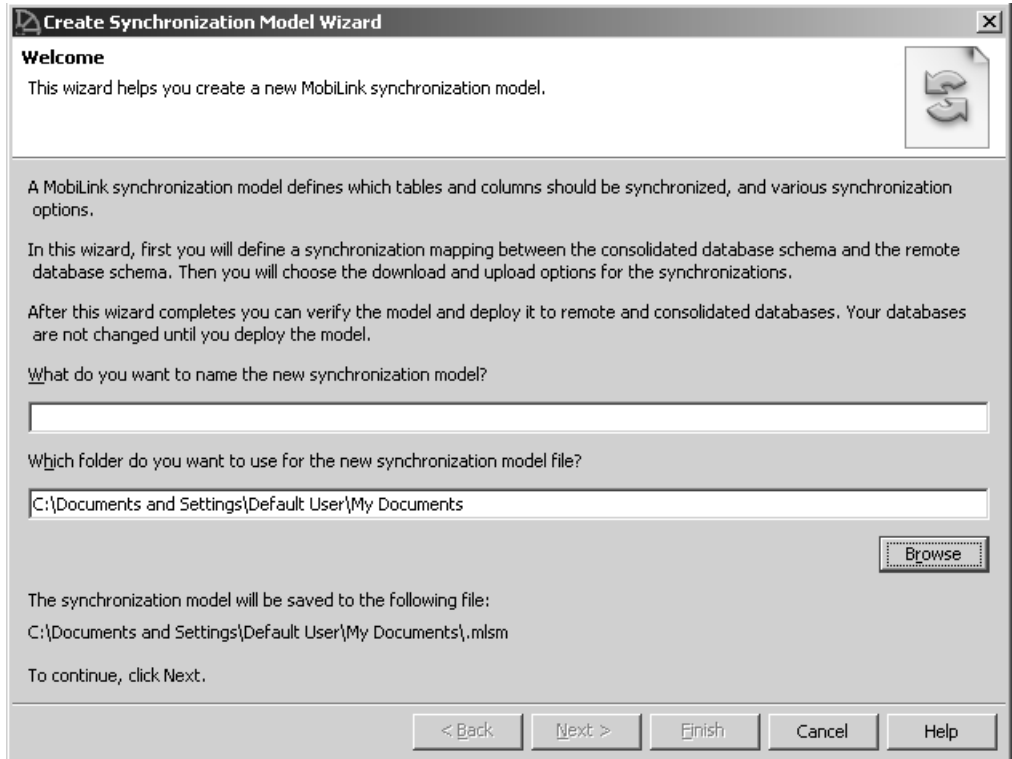 Create Synchronization Model Wizard
Welcome
This wizard helps you create a new MobiLink synchronization model.
A MobiLink synchronization model defines which tables and columns should be synchronized, and various synchronization
options.
In this wizard, first you will define a synchronization mapping between the consolidated database schema and the remote
database schema. Then you will choose the download and upload options for the synchronizations.
After this wizard completes you can verify the model and deploy it to remote and consolidated databases. Your databases
are not changed until you deploy the model.
What do you want to name the new synchronization model?
Which folder do you want to use for the new synchronization model file?
C:\Documents and Settings\Default User\My Documents
Browse
The synchronization model will be saved to the following file:
C:\Documents and Settings\Default User\My Documents\.mlsm
To continue, click Next.
< Back Next > Finish Cancel Help